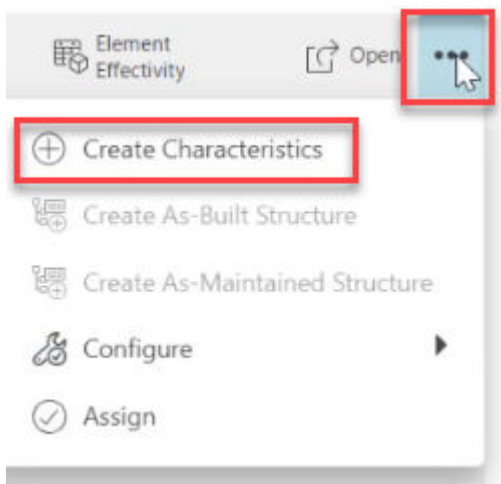 Element
Effectivity
Open
Create Characteristics
Create As-Built Structure
Create As-Maintained Structure
Configure
Assign